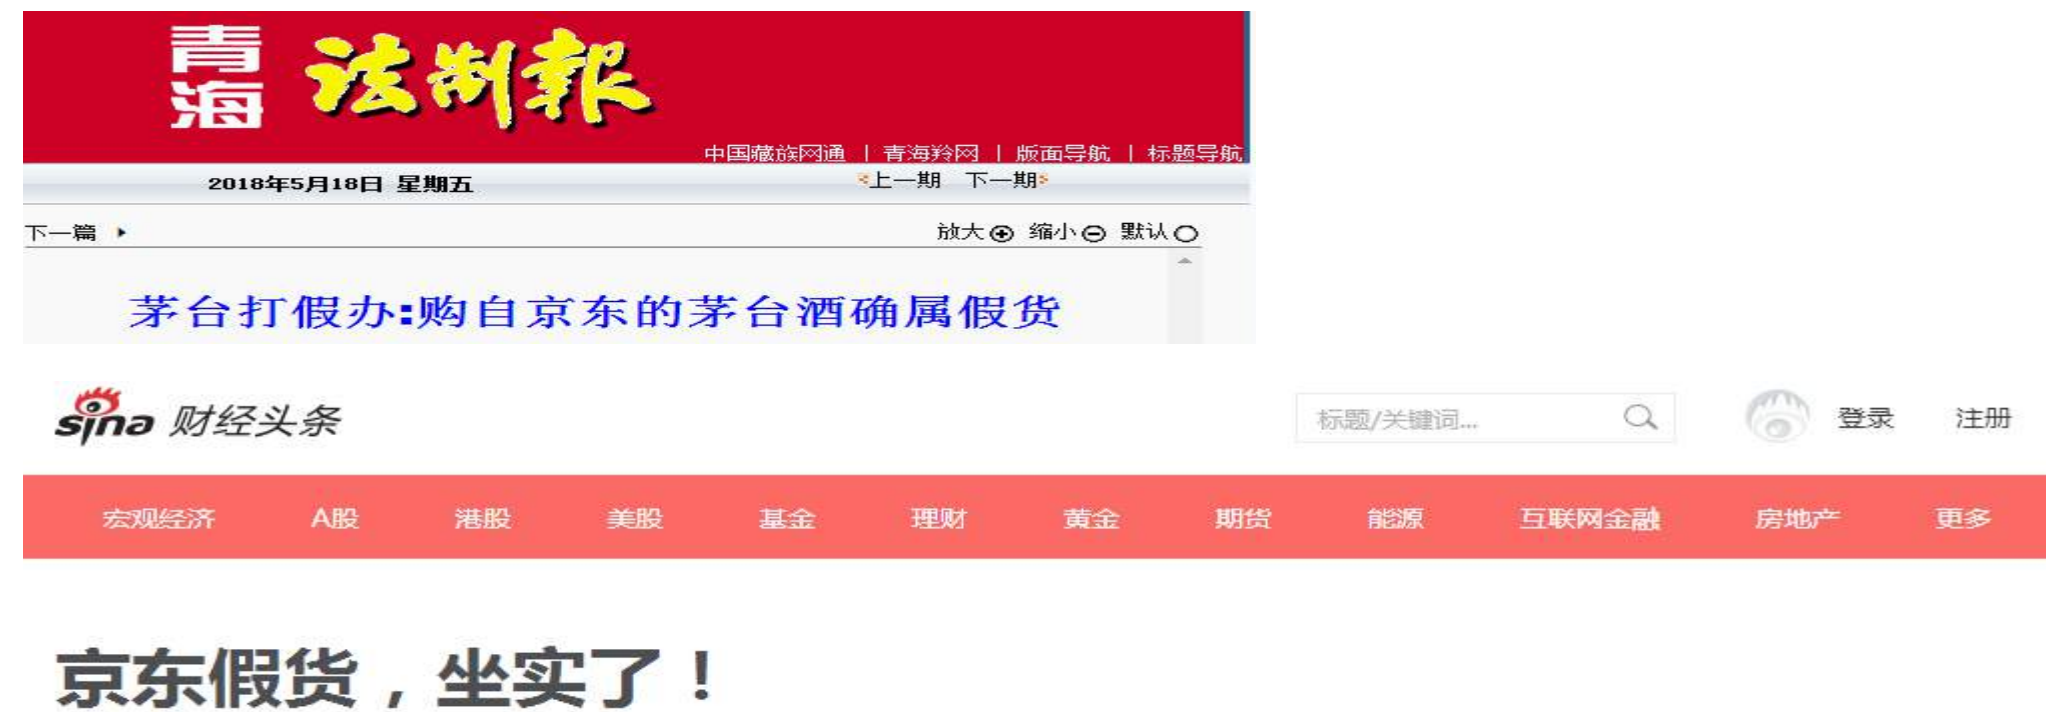 青海 法制報
中国藏族网通 | 青海羚网 | 版面导航 | 标题导航
2018年5月18日 星期五 上一期 下一期
下一篇 放大 缩小 默认
茅台打假办:购自京东的茅台酒确属假货
sina 财经头条 标题/关键词... 登录 注册
宏观经济 A股 港股 美股 基金 理财 黄金 期货 能源 互联网金融 房地产 更多
京东假货，坐实了！